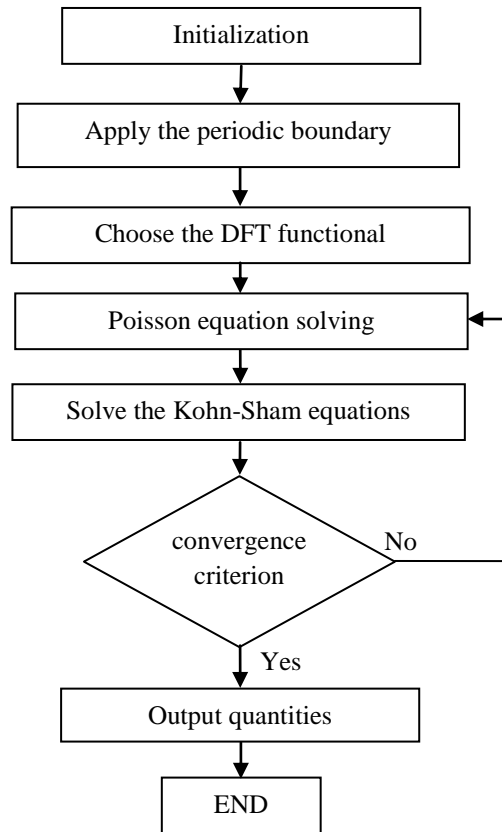 Initialization
Apply the periodic boundary
Choose the DFT functional
Poisson equation solving
Solve the Kohn-Sham equations
convergence
criterion
No
Yes
Output quantities
END